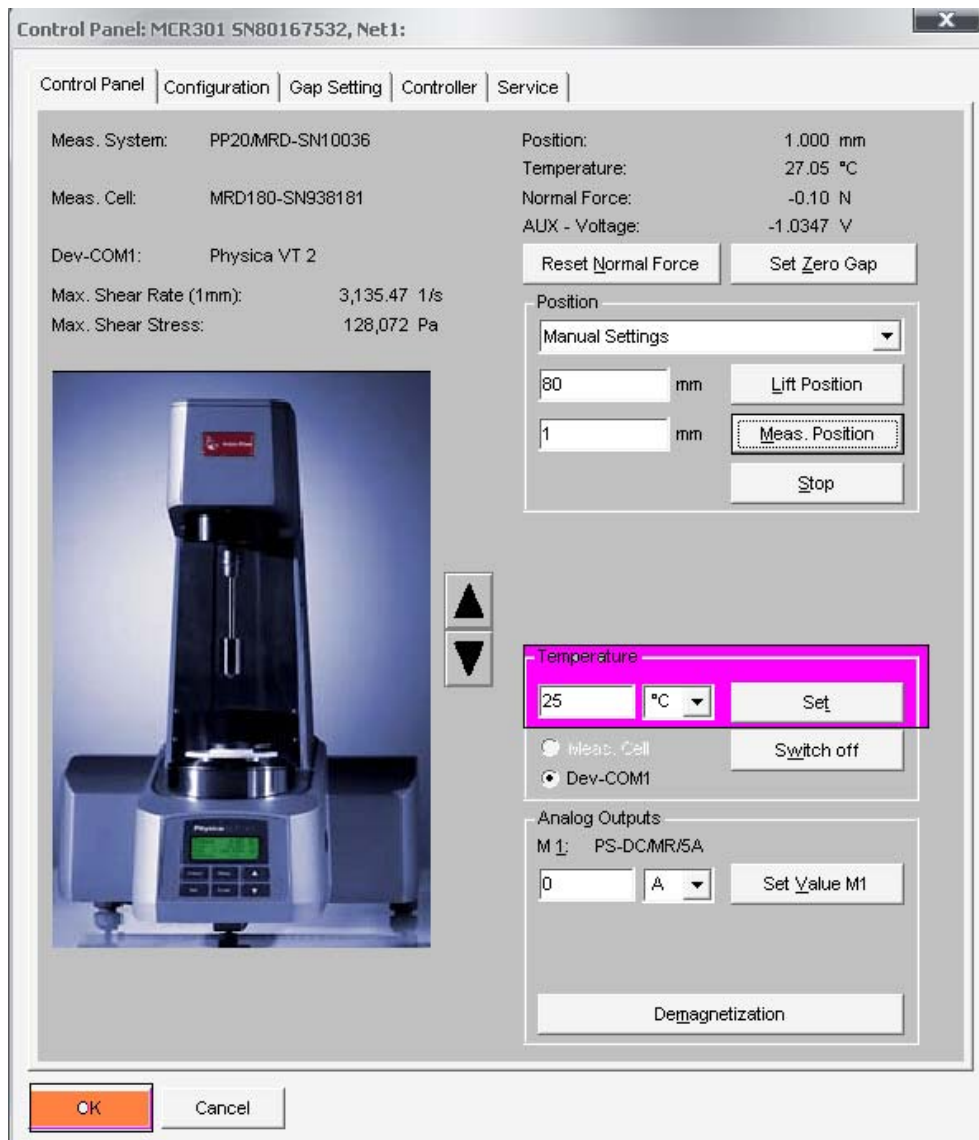 Control Panel: MCR301 SN80167532, Net1:
x
Control Panel
Configuration
Gap Setting
Controller
Service
Meas. System: PP20/MRD-SN10036
Meas. Cell: MRD180-SN938181
Dev-COM1: Physica VT 2
Max. Shear Rate (1mm): 3,135.47 1/s
Max. Shear Stress: 128,072 Pa
Position: 1.000 mm
Temperature: 27.05 °C
Normal Force: -0.10 N
AUX - Voltage: -1.0347 V
Reset Normal Force
Set Zero Gap
Position
Manual Settings
80 mm Lift Position
1 mm Meas. Position
Stop
Temperature
25 °C Set
Meas. Cell
Switch off
Dev-COM1
Analog Outputs
M 1: PS-DC/MR/5A
0 A Set Value M1
Demagnetization
OK
Cancel